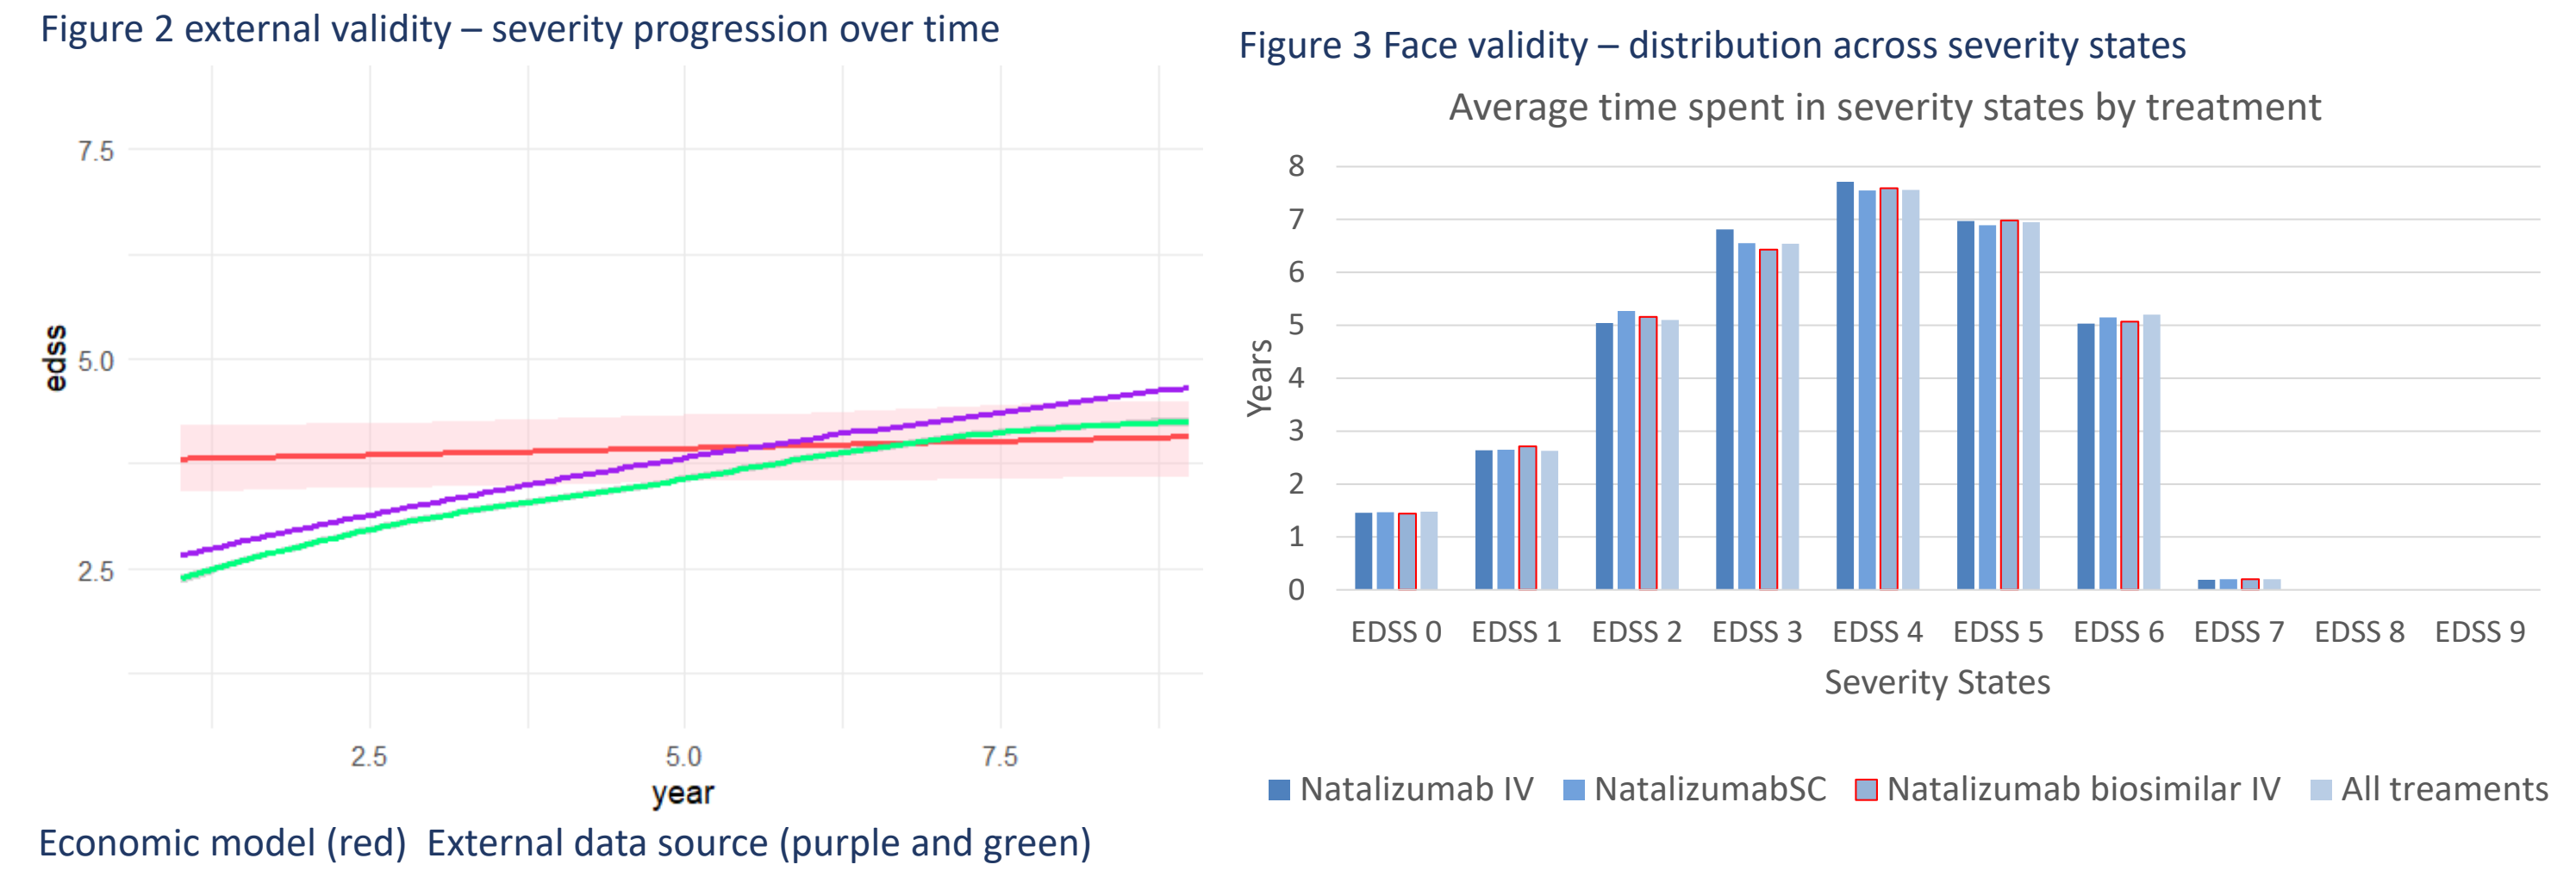 Figure 2 external validity – severity progression over time
7.5
5.0
2.5
edss
2.5 5.0 7.5
year
Economic model (red) External data source (purple and green)
Figure 3 Face validity – distribution across severity states
Average time spent in severity states by treatment
8
7
6
5
4
3
2
1
0
Years
EDSS 0 EDSS 1 EDSS 2 EDSS 3 EDSS 4 EDSS 5 EDSS 6 EDSS 7 EDSS 8 EDSS 9
Severity States
Natalizumab IV NatalizumabSC Natalizumab biosimilar IV All treaments